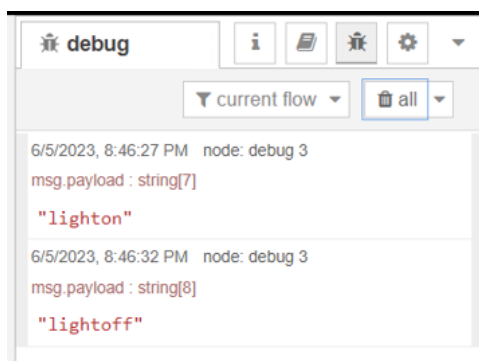 debug
i
current flow
all
6/5/2023, 8:46:27 PM node: debug 3
msg.payload : string[7]
"lighton"
6/5/2023, 8:46:32 PM node: debug 3
msg.payload : string[8]
"lightoff"